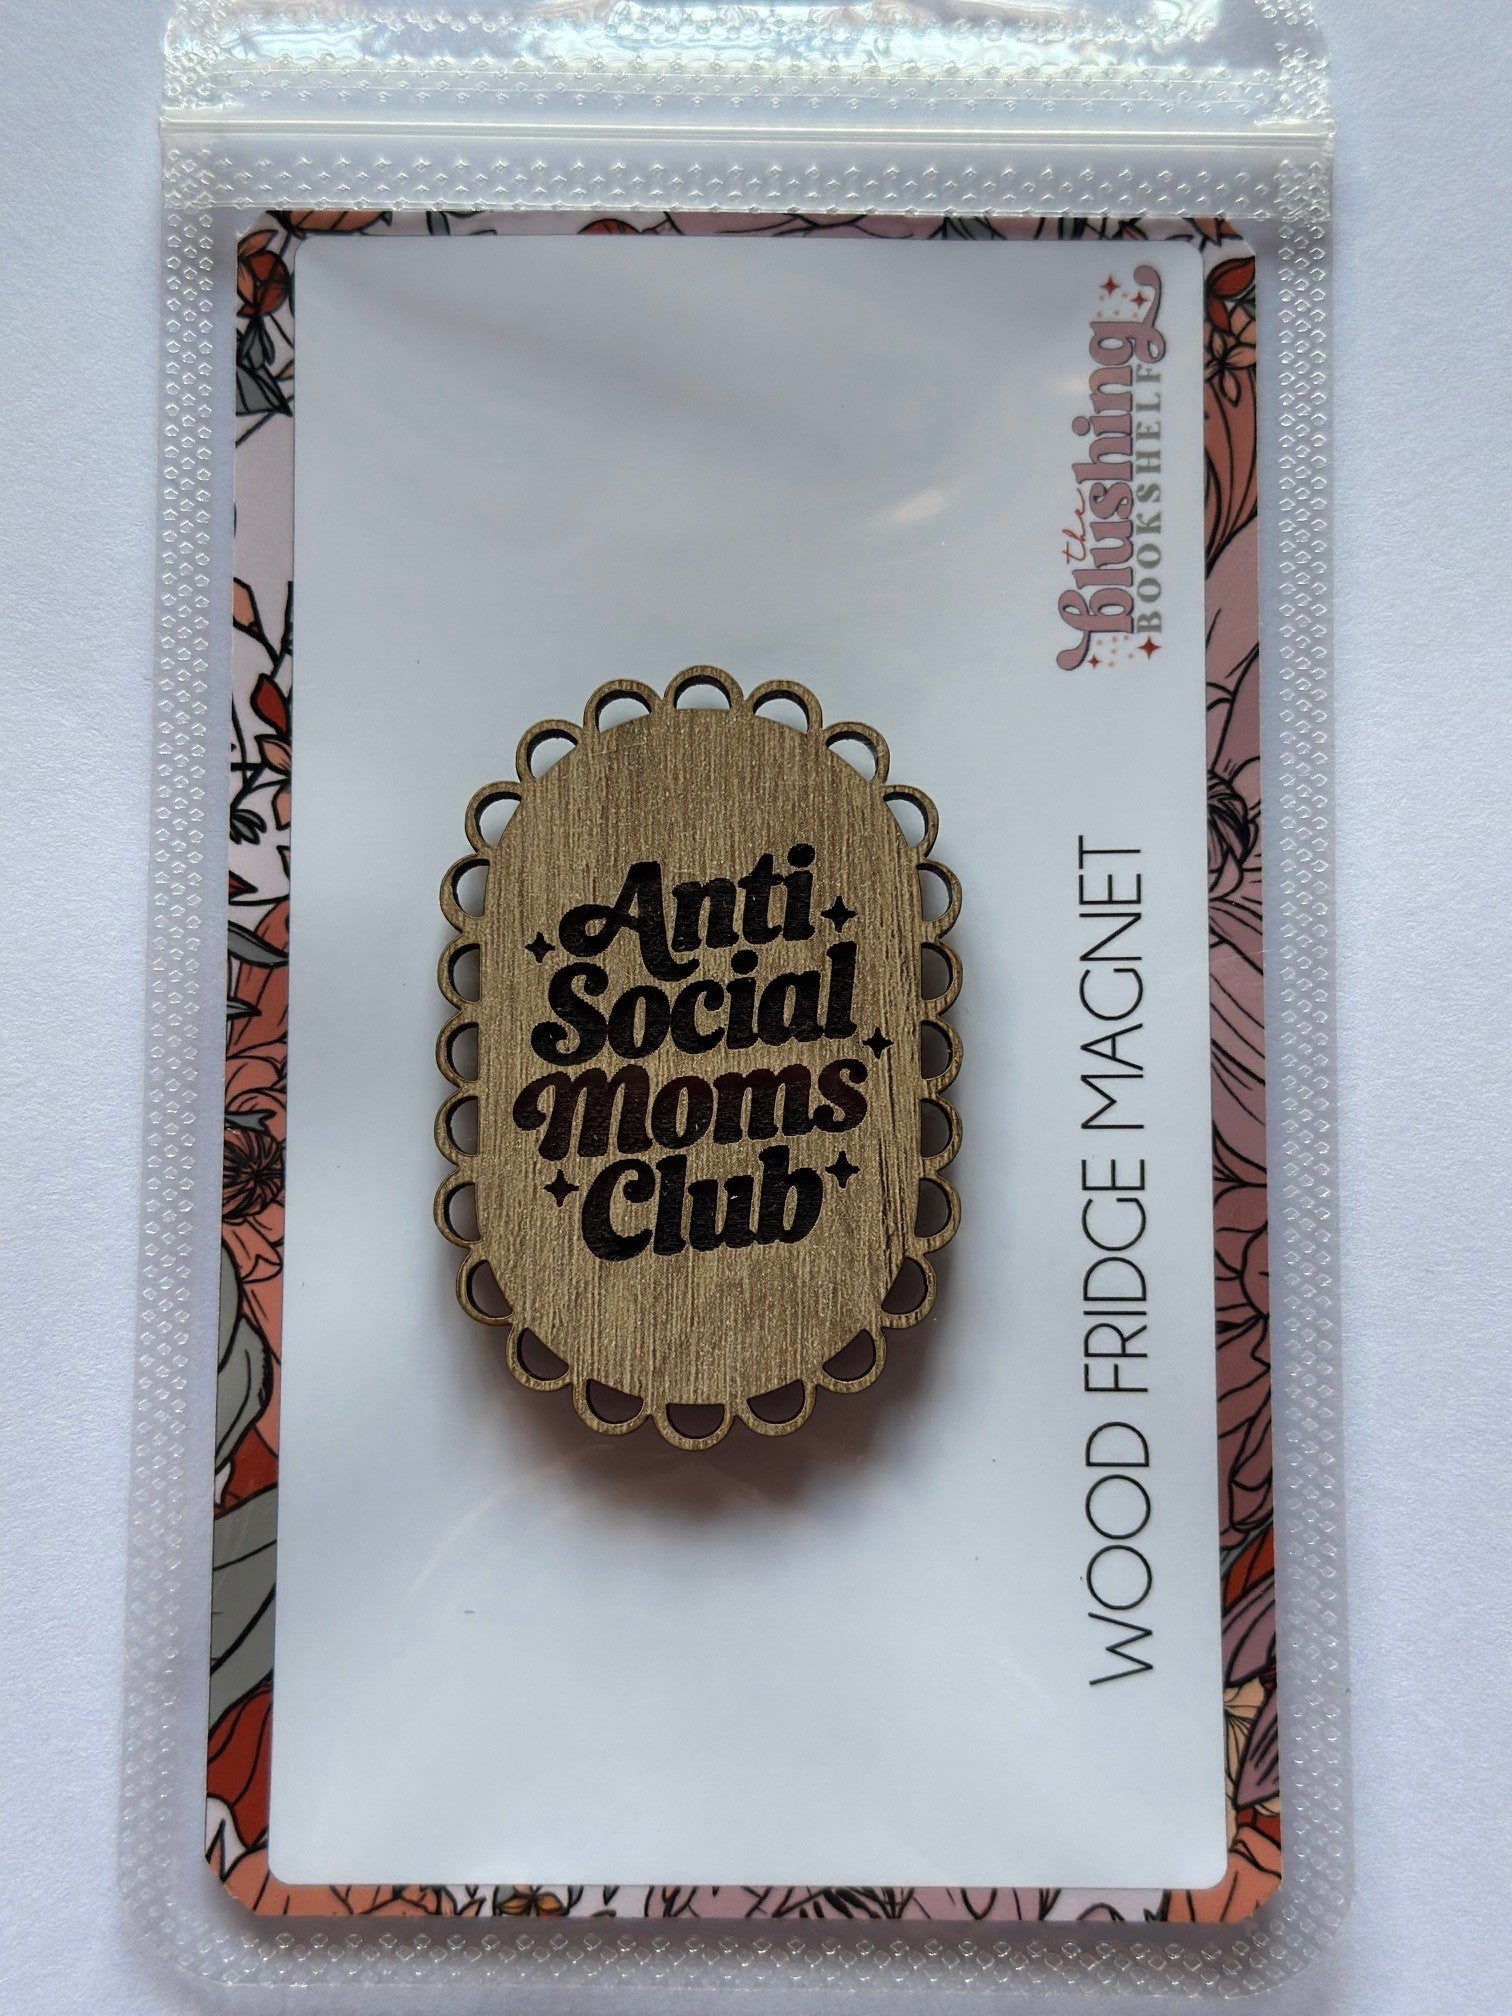 Anti
Social
Moms
Club
the
blushing
BOOKSHELF
WOOD FRIDGE MAGNET